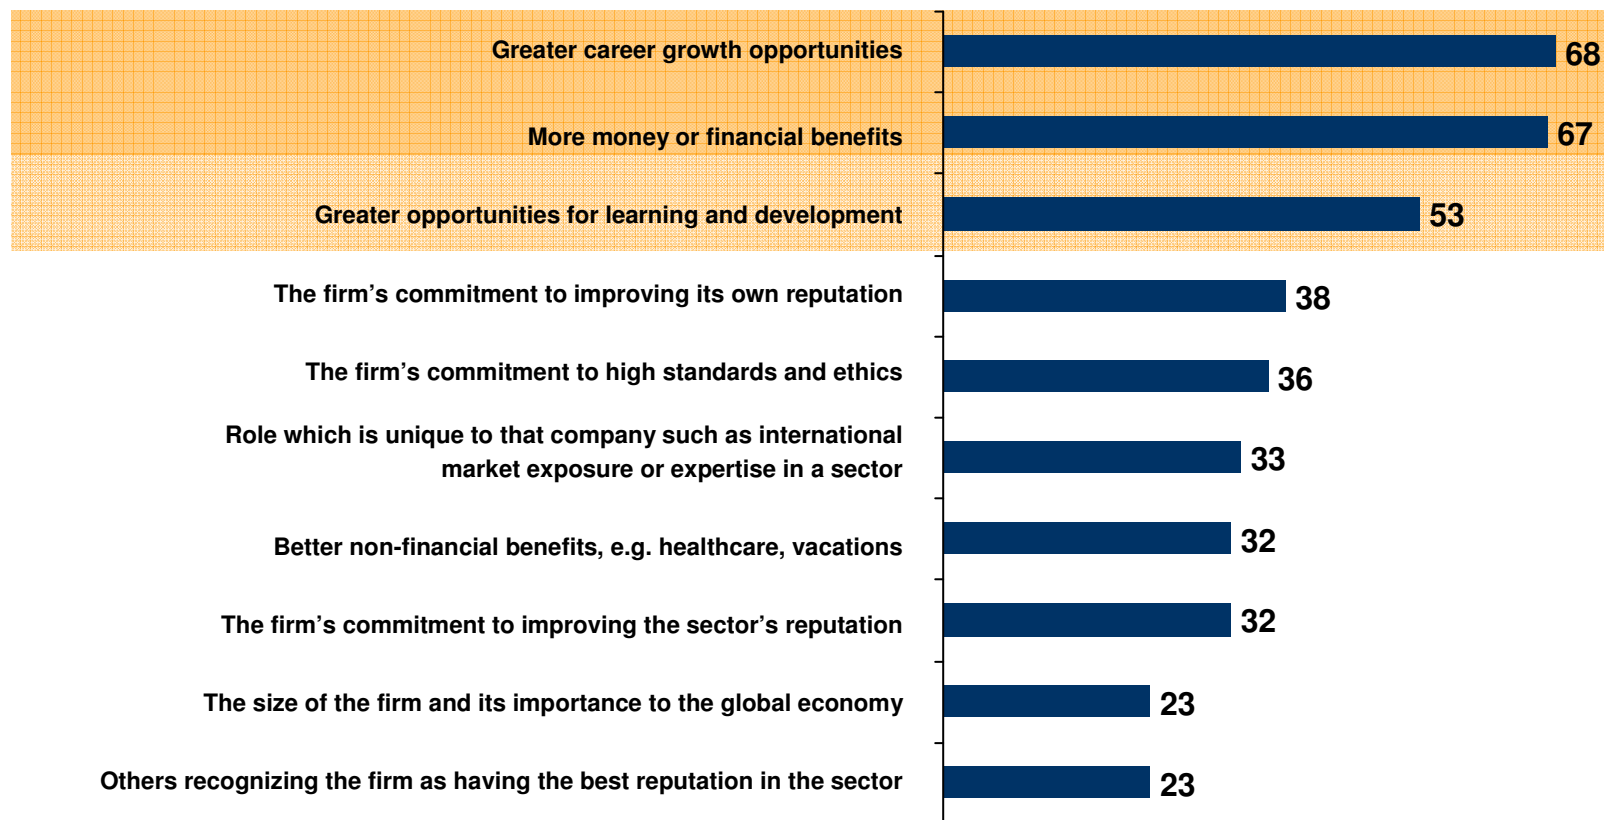 Greater career growth opportunities 68
More money or financial benefits 67
Greater opportunities for learning and development 53
The firm’s commitment to improving its own reputation 38
The firm’s commitment to high standards and ethics 36
Role which is unique to that company such as international
market exposure or expertise in a sector 33
Better non-financial benefits, e.g. healthcare, vacations 32
The firm’s commitment to improving the sector’s reputation 32
The size of the firm and its importance to the global economy 23
Others recognizing the firm as having the best reputation in the sector 23